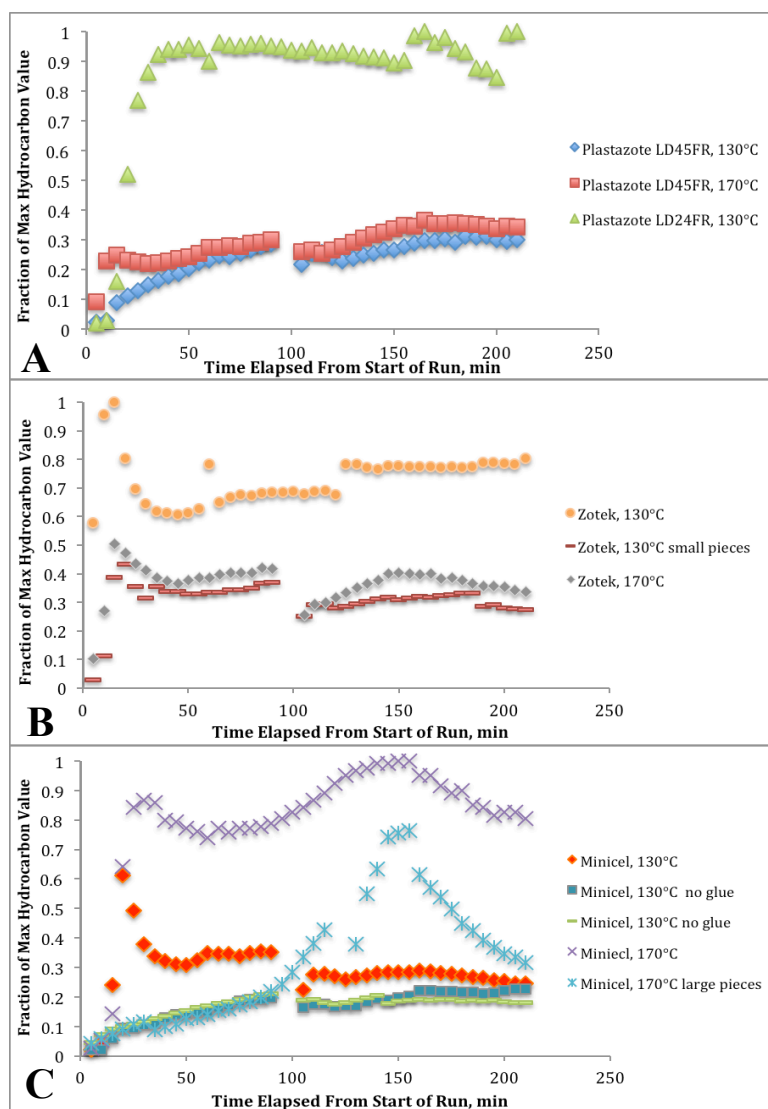 Fraction of Max Hydrocarbon Value
1
0.9
0.8
0.7
0.6
0.5
0.4
0.3
0.2
0.1
0
0 50 100 150 200 250
Time Elapsed From Start of Run, min
Plastazote LD45FR, 130°C
Plastazote LD45FR, 170°C
Plastazote LD24FR, 130°C
A
Fraction of Max Hydrocarbon Value
1
0.9
0.8
0.7
0.6
0.5
0.4
0.3
0.2
0.1
0
0 50 100 150 200 250
Time Elapsed From Start of Run, min
Zotek, 130°C
Zotek, 130°C small pieces
Zotek, 170°C
B
Fraction of Max Hydrocarbon Value
1
0.9
0.8
0.7
0.6
0.5
0.4
0.3
0.2
0.1
0
0 50 100 150 200 250
Time Elapsed From Start of Run, min
Minicel, 130°C
Minicel, 130°C no glue
Minicel, 130°C no glue
Miniecl, 170°C
Minicel, 170°C large pieces
C